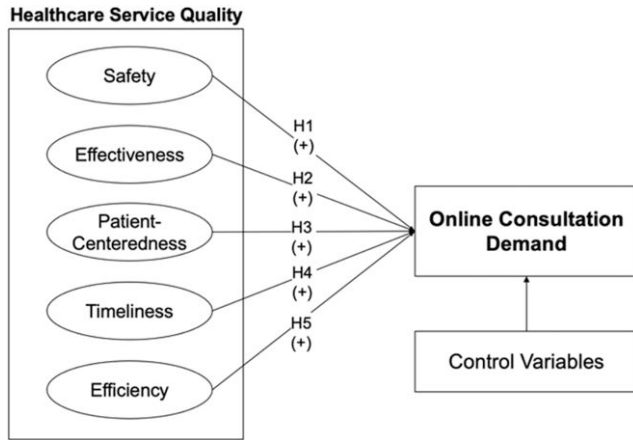 Healthcare Service Quality
Safety
H1
(+)
Effectiveness
H2
(+)
Patient-
Centeredness
H3
(+)
Online Consultation
Demand
Timeliness
H4
(+)
H5
(+)
Efficiency
Control Variables